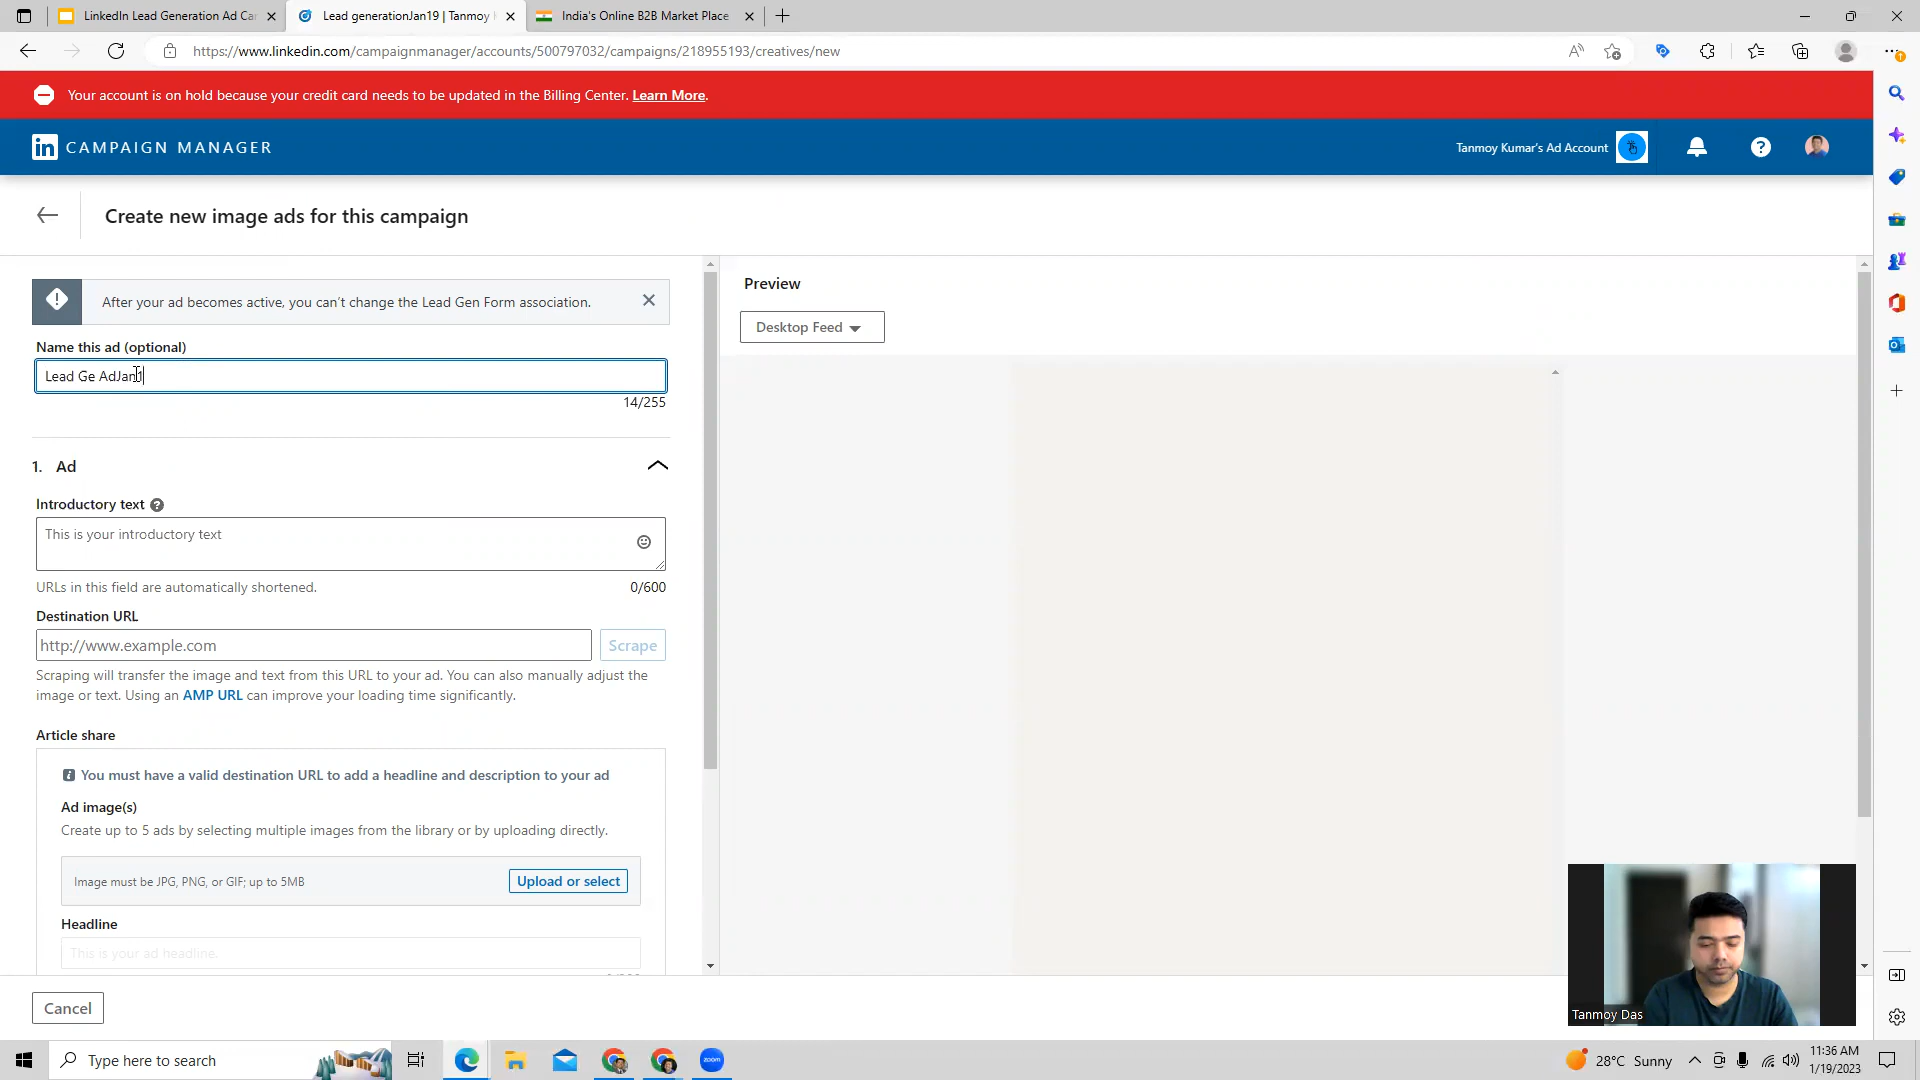 LinkedIn Lead Generation Ad Ca
Lead generationJan19 | Tanmoy
India's Online B2B Market Place
https://www.linkedin.com/campaignmanager/accounts/500797032/campaigns/218955193/creatives/new
Your account is on hold because your credit card needs to be updated in the Billing Center. Learn More.
in CAMPAIGN MANAGER
Tanmoy Kumar's Ad Account
Create new image ads for this campaign
After your ad becomes active, you can't change the Lead Gen Form association.
Name this ad (optional)
Lead Ge AdJan1
14/255
1. Ad
Introductory text
This is your introductory text
URLs in this field are automatically shortened.
0/600
Destination URL
http://www.example.com
Scrape
Scraping will transfer the image and text from this URL to your ad. You can also manually adjust the
image or text. Using an AMP URL can improve your loading time significantly.
Article share
You must have a valid destination URL to add a headline and description to your ad
Ad image(s)
Create up to 5 ads by selecting multiple images from the library or by uploading directly.
Image must be JPG, PNG, or GIF; up to 5MB
Upload or select
Headline
This is your ad headline.
Cancel
Preview
Desktop Feed
Tanmoy Das
Type here to search
zoom
28°C Sunny
11:36 AM
1/19/2023